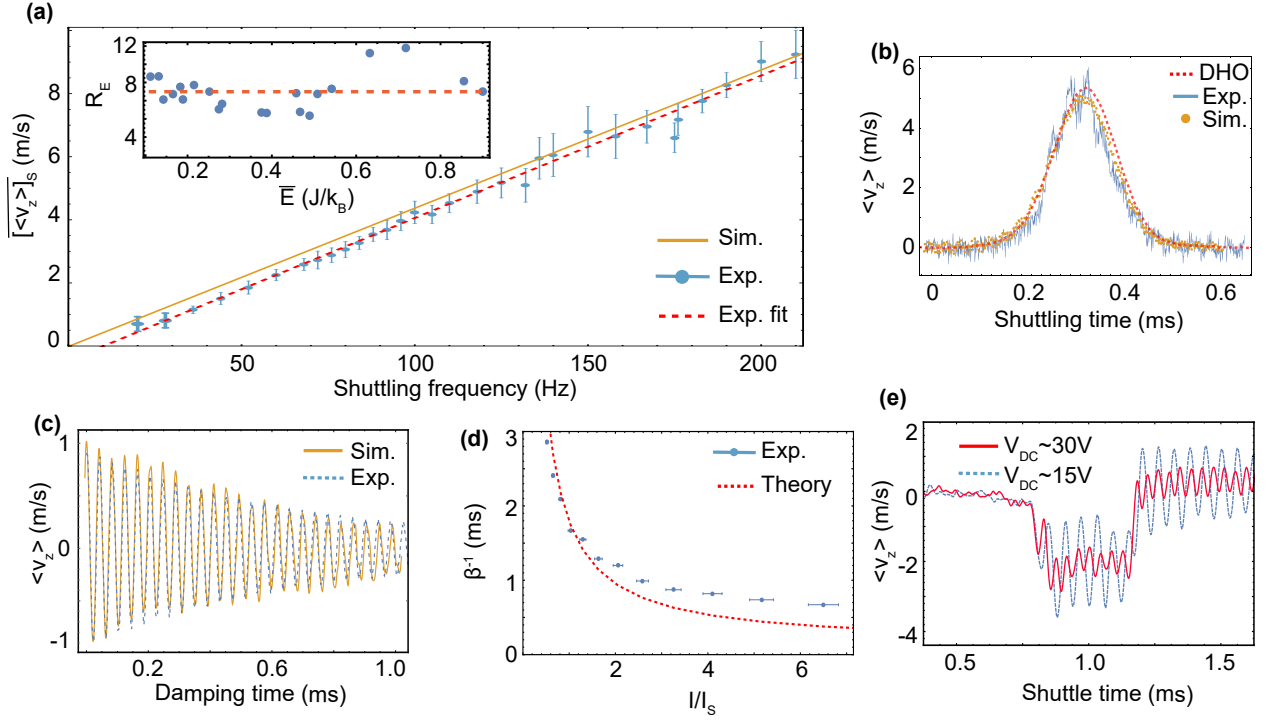 (a)
[<v_z>]_S (m/s)
8
6
4
2
0
50
100
150
200
Shuttling frequency (Hz)
R_E
12
8
4
0.2
0.4
0.6
0.8
E (J/k_B)
Sim.
Exp.
Exp. fit
(b)
<v_z> (m/s)
6
4
2
0
0
0.2
0.4
0.6
Shuttling time (ms)
DHO
Exp.
Sim.
(c)
<v_z> (m/s)
1
0
-1
0.2
0.6
1.0
Damping time (ms)
Sim.
Exp.
(d)
β⁻¹ (ms)
3
2
1
0
2
4
6
I/I_S
Exp.
Theory
(e)
<v_z> (m/s)
2
0
-2
-4
0.5
1.0
1.5
Shuttle time (ms)
V_DC~30V
V_DC~15V